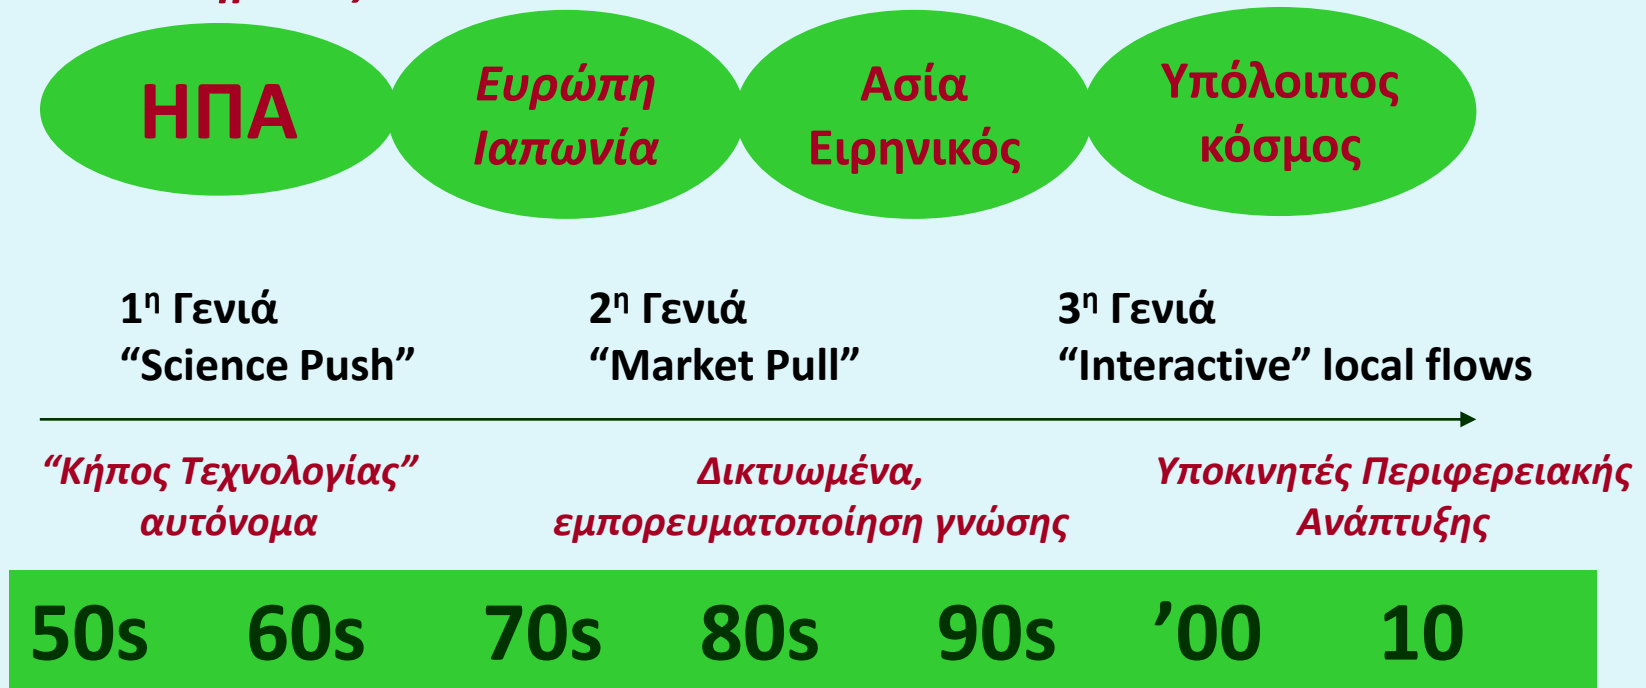 ΗΠΑ
Ευρώπη
Ιαπωνία
Ασία
Ειρηνικός
Υπόλοιπος
κόσμος
1η Γενιά
“Science Push”
2η Γενιά
“Market Pull”
3η Γενιά
“Interactive” local flows
“Κήπος Τεχνολογίας”
αυτόνομα
Δικτυωμένα,
εμπορευματοποίηση γνώσης
Υποκινητές Περιφερειακής
Ανάπτυξης
50s 60s 70s 80s 90s ’00 10